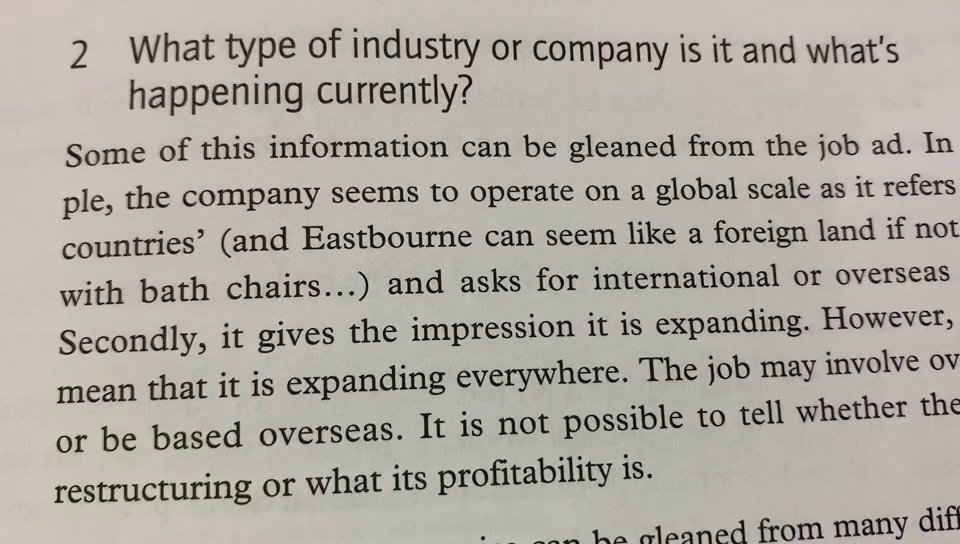 2 What type of industry or company is it and what's
happening currently?
Some of this information can be gleaned from the job ad. In
ple, the company seems to operate on a global scale as it refers
countries’ (and Eastbourne can seem like a foreign land if not
with bath chairs…) and asks for international or overseas
Secondly, it gives the impression it is expanding. However,
mean that it is expanding everywhere. The job may involve ov
or be based overseas. It is not possible to tell whether the
restructuring or what its profitability is.
can be gleaned from many diff